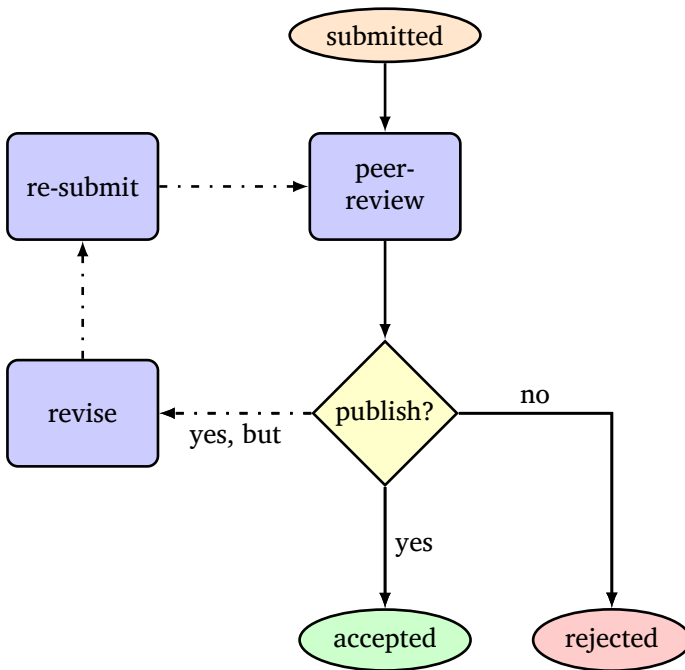 submitted
re-submit
peer-
review
revise
yes, but
publish?
no
yes
accepted
rejected